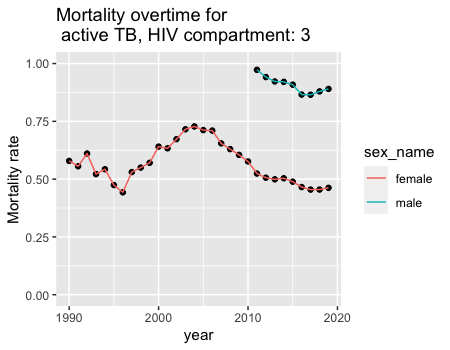 Mortality overtime for
active TB, HIV compartment: 3
Mortality rate
1.00
0.75
0.50
0.25
0.00
1990
2000
2010
2020
year
sex_name
female
male